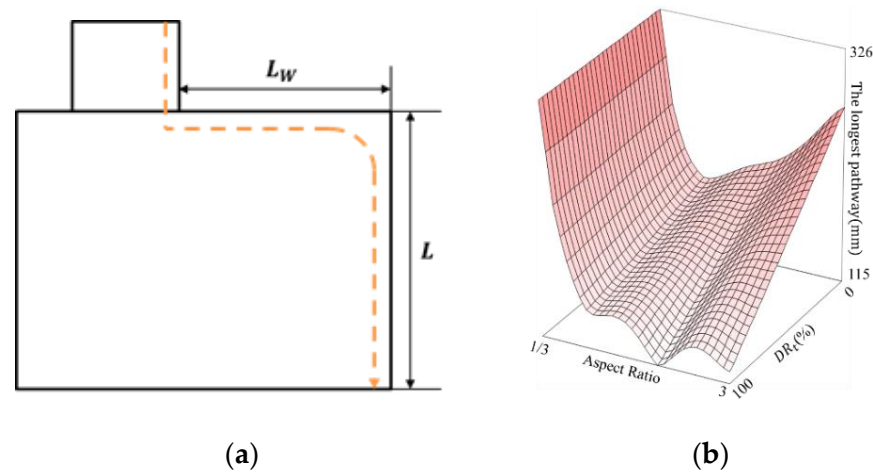 L_W
L
326
The longest pathway(mm)
115
0
DR_t(%)
100
1/3
Aspect Ratio
3
(a)
(b)